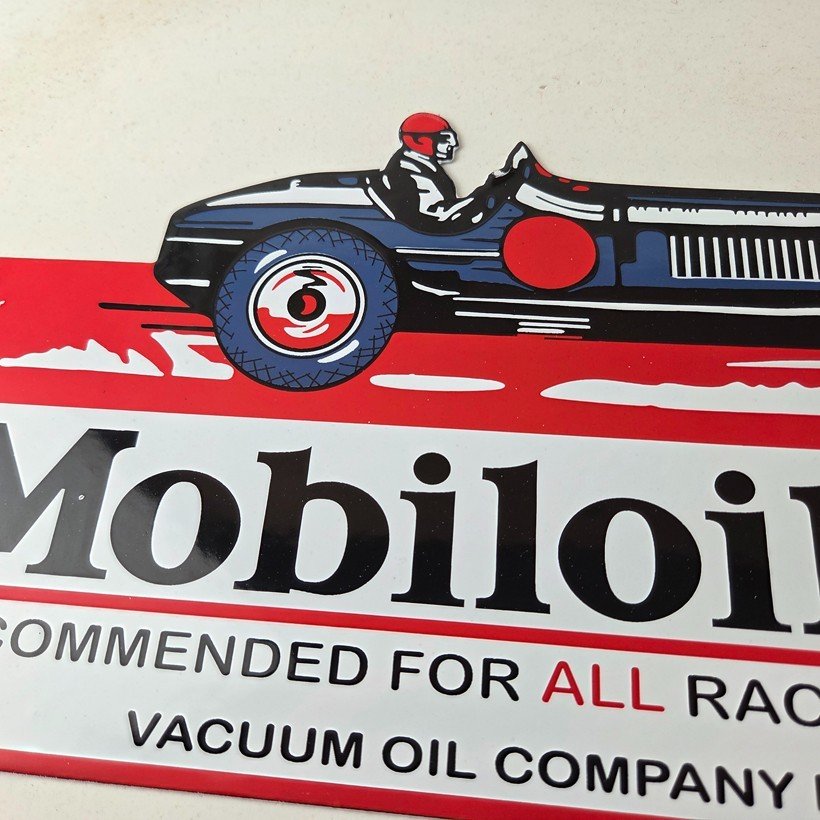 Mobiloil
COMMENDED FOR ALL RAC
VACUUM OIL COMPANY